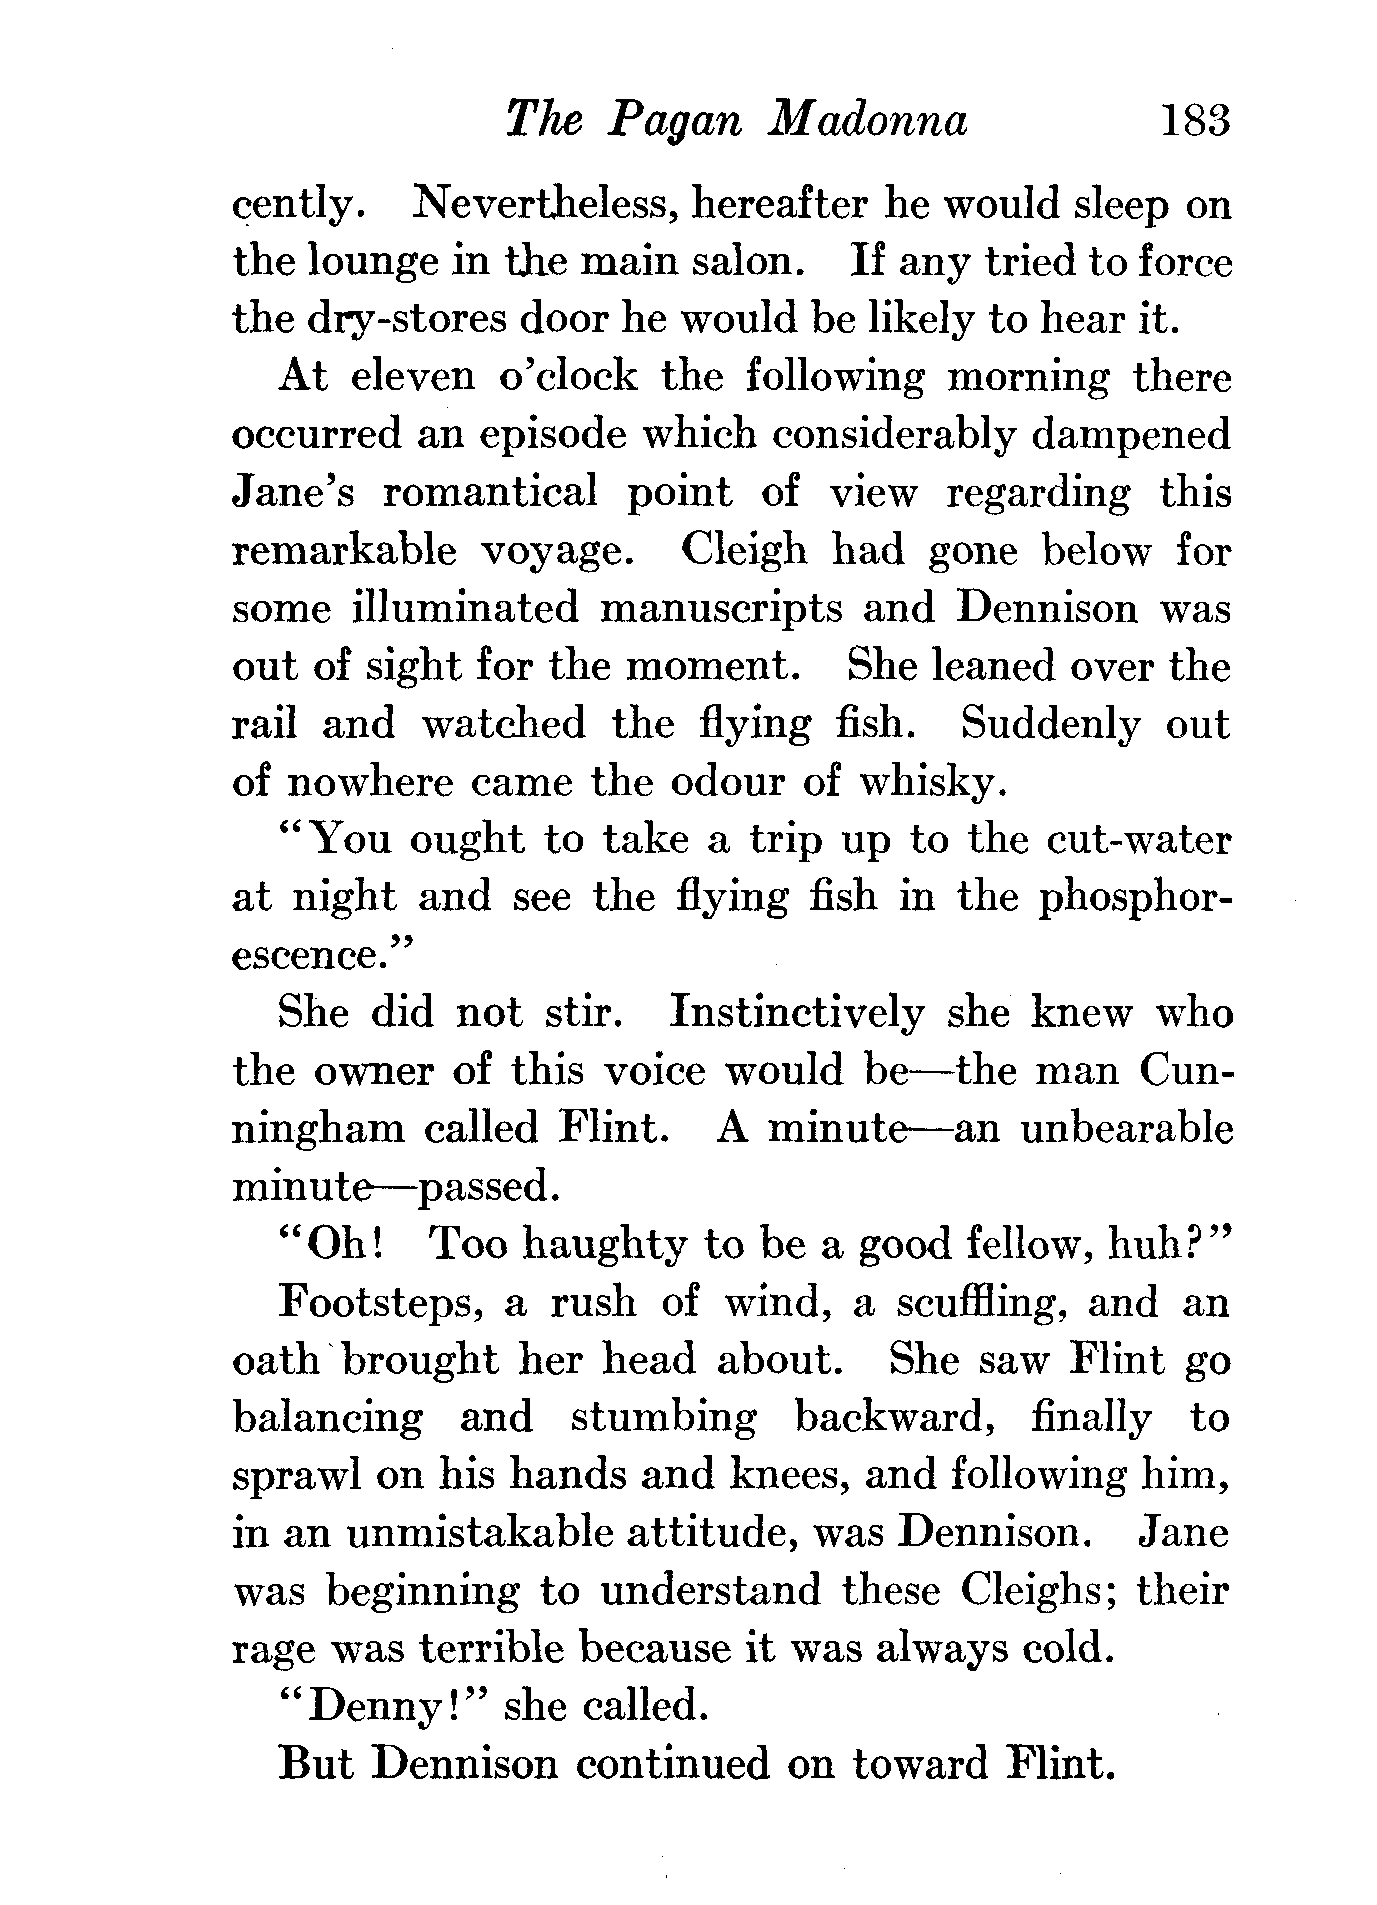 The Pagan Madonna 183
cently. Nevertheless, hereafter he would sleep on
the lounge in the main salon. If any tried to force
the dry-stores door he would be likely to hear it.
At eleven o'clock the following morning there
occurred an episode which considerably dampened
Jane's romantical point of view regarding this
remarkable voyage. Cleigh had gone below for
some illuminated manuscripts and Dennison was
out of sight for the moment. She leaned over the
rail and watched the flying fish. Suddenly out
of nowhere came the odour of whisky.
"You ought to take a trip up to the cut-water
at night and see the flying fish in the phosphor-
escence."
She did not stir. Instinctively she knew who
the owner of this voice would be—the man Cun-
ningham called Flint. A minute—an unbearable
minute—passed.
"Oh! Too haughty to be a good fellow, huh?"
Footsteps, a rush of wind, a scuffling, and an
oath brought her head about. She saw Flint go
balancing and stumbing backward, finally to
sprawl on his hands and knees, and following him,
in an unmistakable attitude, was Dennison. Jane
was beginning to understand these Cleighs; their
rage was terrible because it was always cold.
"Denny!" she called.
But Dennison continued on toward Flint.